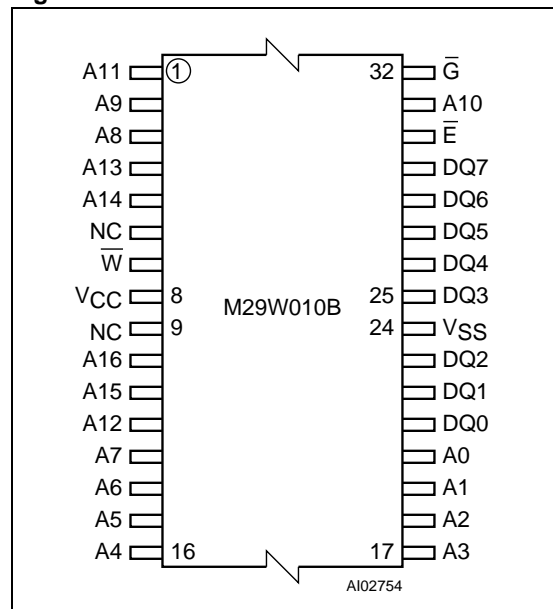 A11 ① 32 G̅
A9 A10
A8 E̅
A13 DQ7
A14 DQ6
NC DQ5
W̅ DQ4
VCC 8 25 DQ3
M29W010B
NC 9 24 VSS
A16 DQ2
A15 DQ1
A12 DQ0
A7 A0
A6 A1
A5 A2
A4 16 17 A3
AI02754